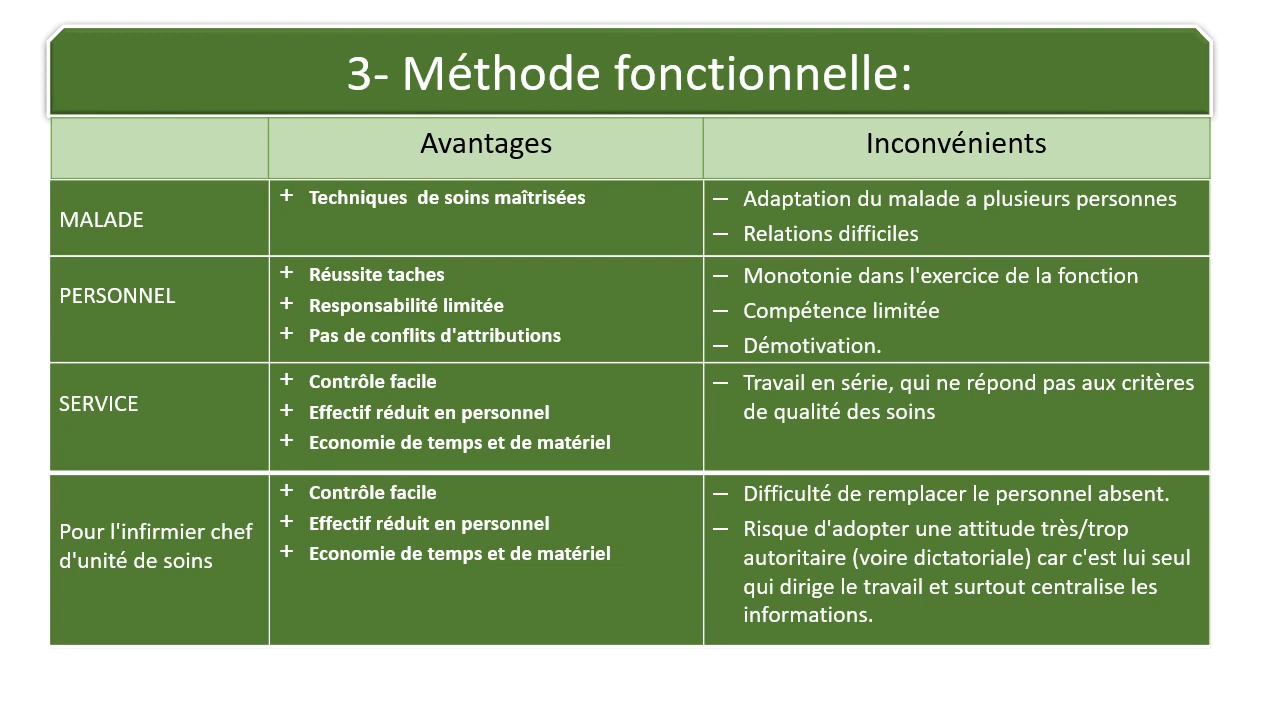 3- Méthode fonctionnelle:
Avantages
Inconvénients
MALADE
+ Techniques de soins maîtrisées
– Adaptation du malade a plusieurs personnes
– Relations difficiles
PERSONNEL
+ Réussite taches
+ Responsabilité limitée
+ Pas de conflits d'attributions
– Monotonie dans l'exercice de la fonction
– Compétence limitée
– Démotivation.
SERVICE
+ Contrôle facile
+ Effectif réduit en personnel
+ Economie de temps et de matériel
– Travail en série, qui ne répond pas aux critères
de qualité des soins
Pour l'infirmier chef
d'unité de soins
+ Contrôle facile
+ Effectif réduit en personnel
+ Economie de temps et de matériel
– Difficulté de remplacer le personnel absent.
– Risque d'adopter une attitude très/trop
autoritaire (voire dictatoriale) car c'est lui seul
qui dirige le travail et surtout centralise les
informations.